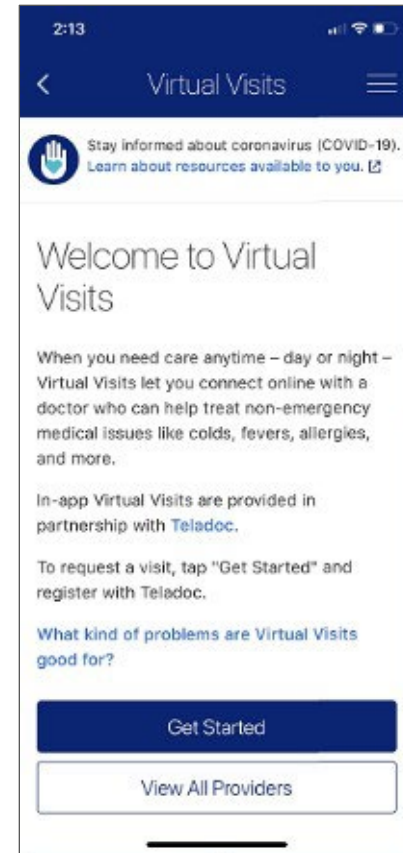 2:13
Virtual Visits
Stay informed about coronavirus (COVID-19).
Learn about resources available to you.
Welcome to Virtual
Visits
When you need care anytime – day or night –
Virtual Visits let you connect online with a
doctor who can help treat non-emergency
medical issues like colds, fevers, allergies,
and more.
In-app Virtual Visits are provided in
partnership with Teladoc.
To request a visit, tap "Get Started" and
register with Teladoc.
What kind of problems are Virtual Visits
good for?
Get Started
View All Providers